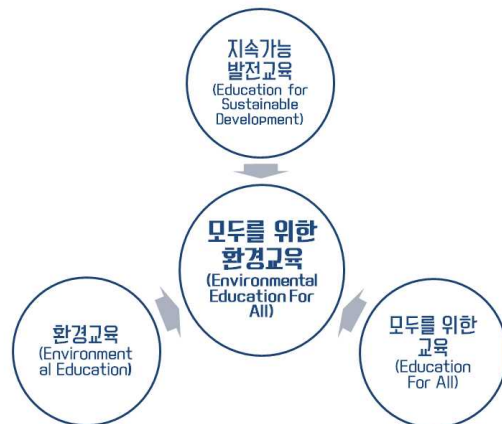 지속가능
발전교육
(Education for
Sustainable
Development)
모두를 위한
환경교육
(Environmental
Education For
All)
환경교육
(Environment
al Education)
모두를 위한
교육
(Education
For All)